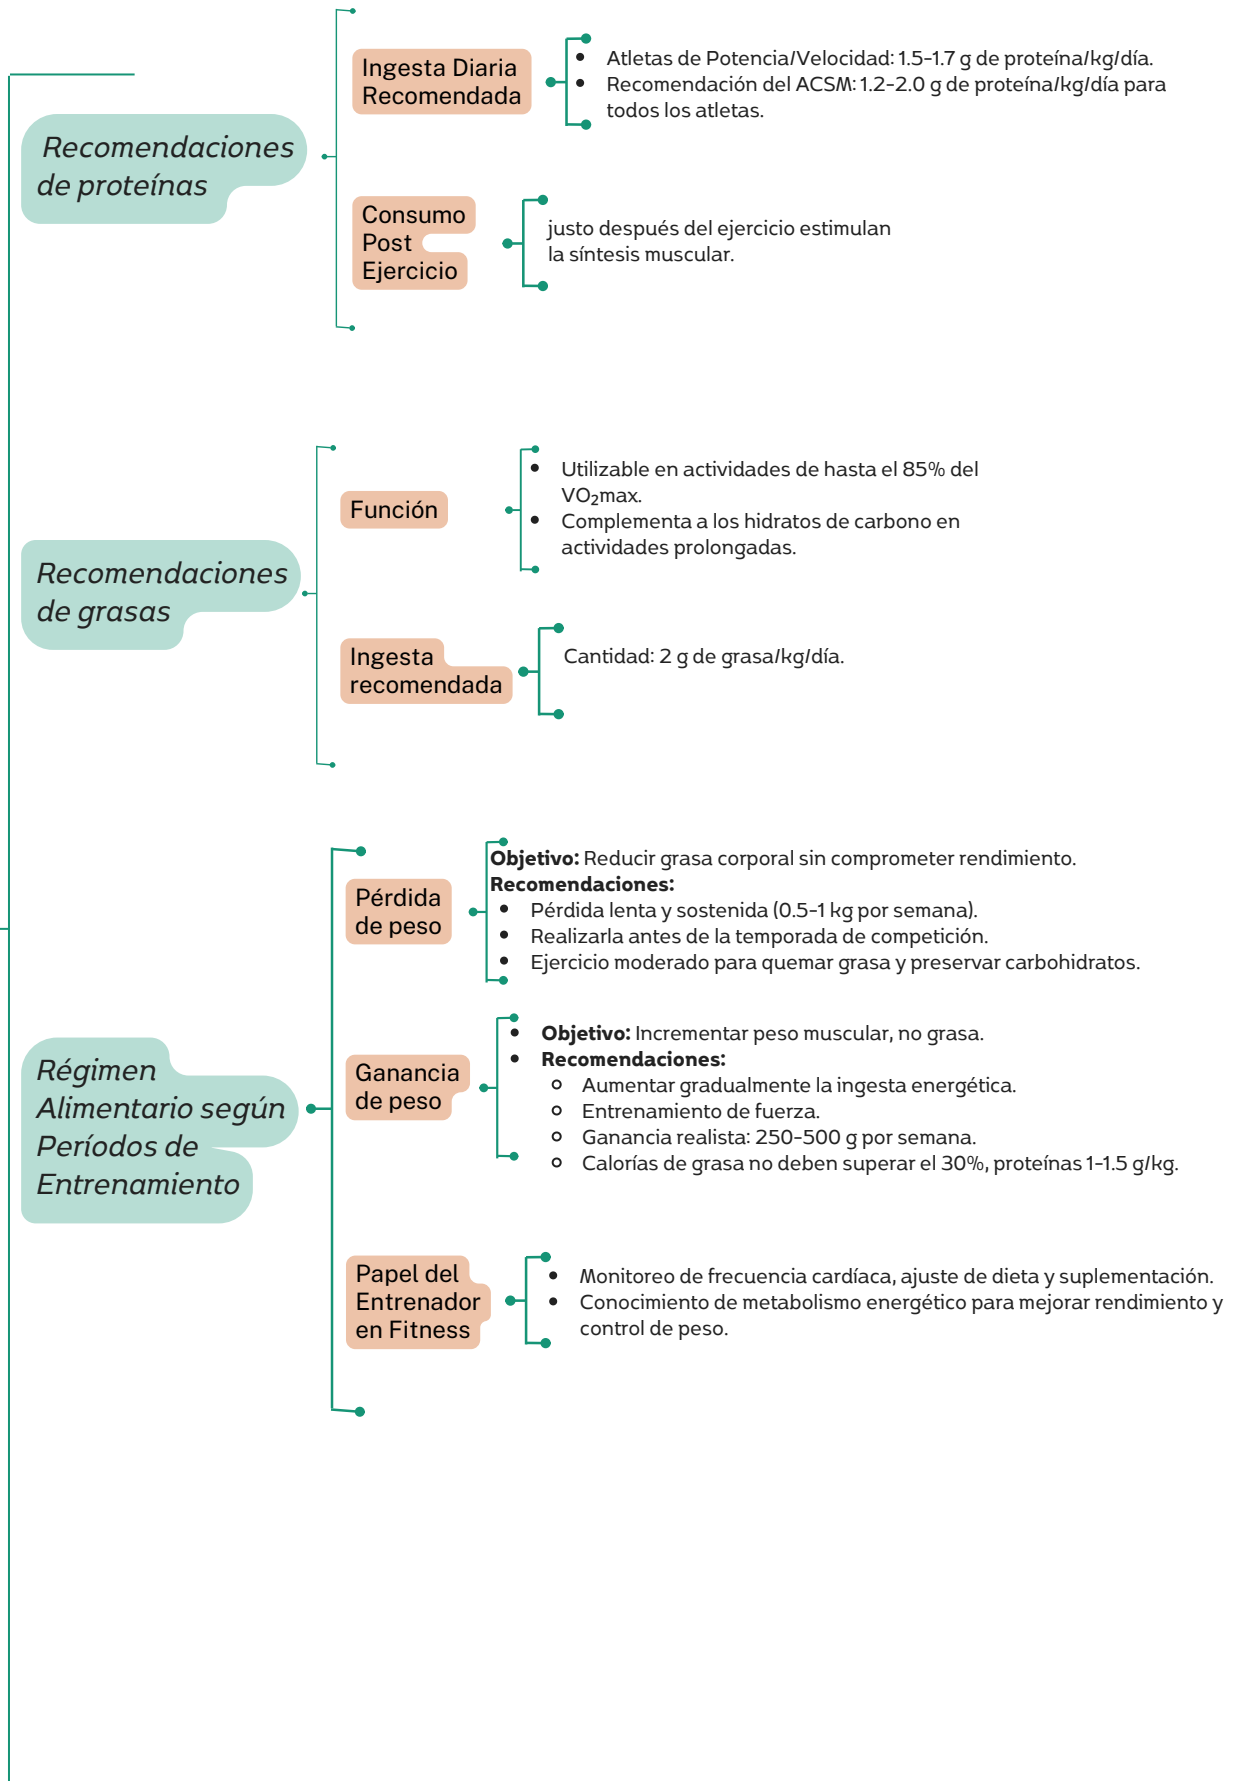 Recomendaciones
de proteínas
Ingesta Diaria
Recomendada
Atletas de Potencia/Velocidad: 1.5-1.7 g de proteína/kg/día.
Recomendación del ACSM: 1.2-2.0 g de proteína/kg/día para
todos los atletas.
Consumo
Post
Ejercicio
justo después del ejercicio estimulan
la síntesis muscular.
Recomendaciones
de grasas
Función
Utilizable en actividades de hasta el 85% del
VO₂max.
Complementa a los hidratos de carbono en
actividades prolongadas.
Ingesta
recomendada
Cantidad: 2 g de grasa/kg/día.
Régimen
Alimentario según
Períodos de
Entrenamiento
Pérdida
de peso
Objetivo: Reducir grasa corporal sin comprometer rendimiento.
Recomendaciones:
Pérdida lenta y sostenida (0.5-1 kg por semana).
Realizarla antes de la temporada de competición.
Ejercicio moderado para quemar grasa y preservar carbohidratos.
Ganancia
de peso
Objetivo: Incrementar peso muscular, no grasa.
Recomendaciones:
Aumentar gradualmente la ingesta energética.
Entrenamiento de fuerza.
Ganancia realista: 250-500 g por semana.
Calorías de grasa no deben superar el 30%, proteínas 1-1.5 g/kg.
Papel del
Entrenador
en Fitness
Monitoreo de frecuencia cardíaca, ajuste de dieta y suplementación.
Conocimiento de metabolismo energético para mejorar rendimiento y
control de peso.